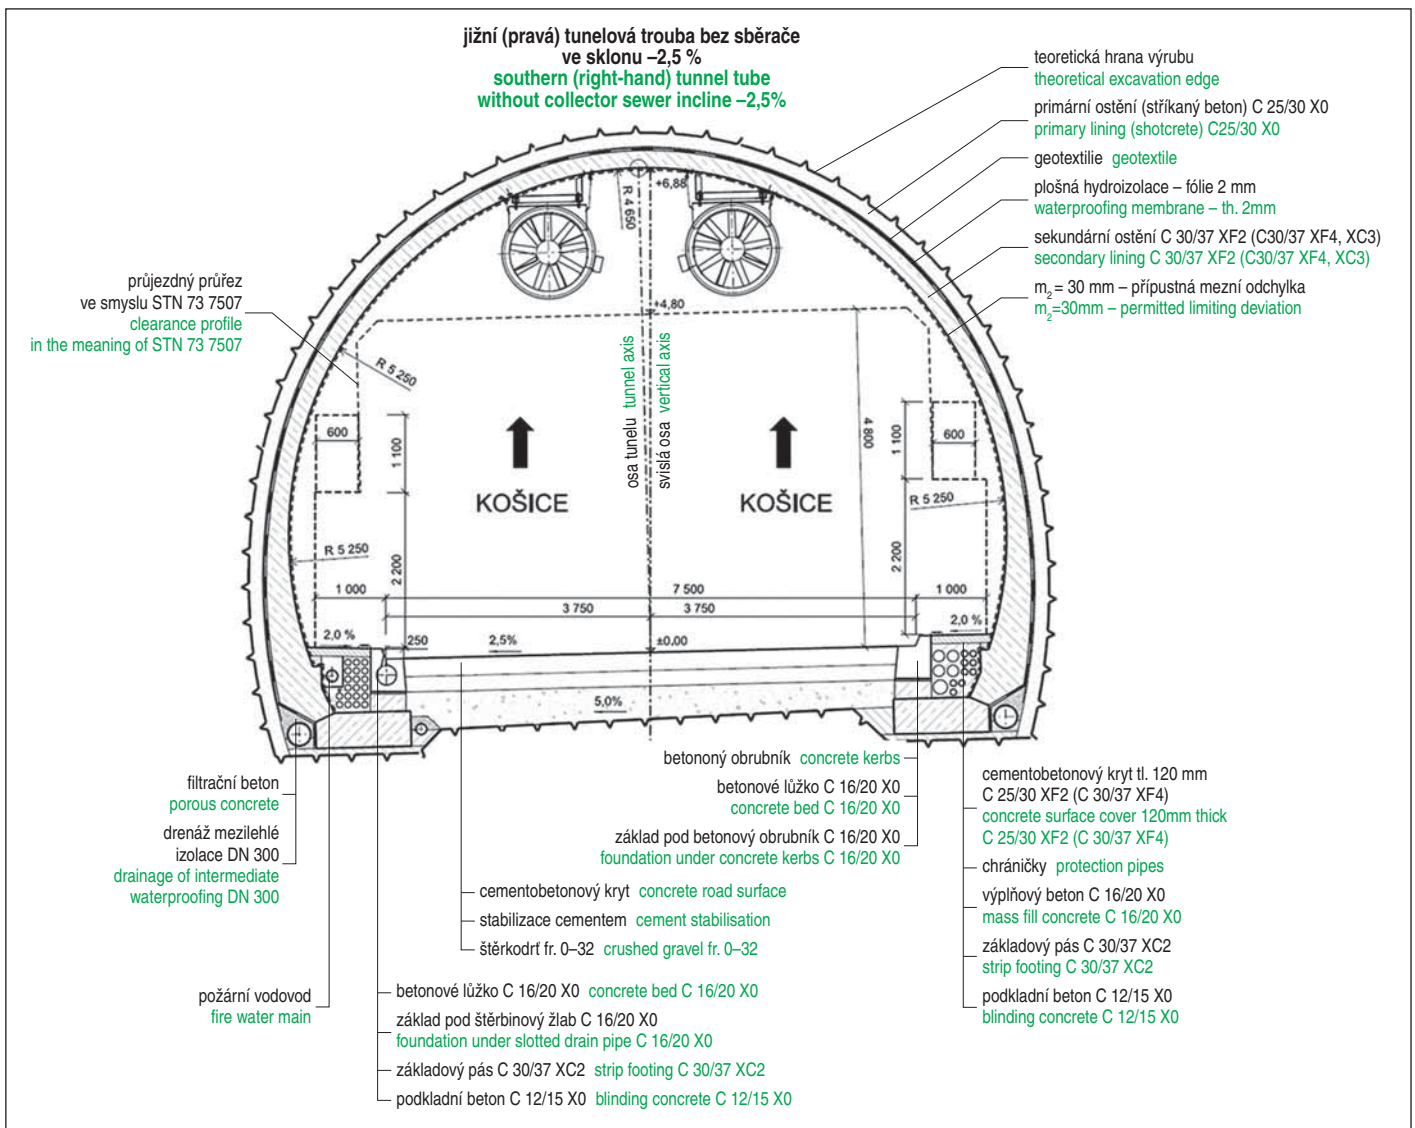 jižní (pravá) tunelová trouba bez sběrače
ve sklonu –2,5 %
southern (right-hand) tunnel tube
without collector sewer incline –2,5%
teoretická hrana výrubu
theoretical excavation edge
primární ostění (stříkaný beton) C 25/30 X0
primary lining (shotcrete) C25/30 X0
geotextilie geotextile
plošná hydroizolace – fólie 2 mm
waterproofing membrane – th. 2mm
sekundární ostění C 30/37 XF2 (C30/37 XF4, XC3)
secondary lining C 30/37 XF2 (C30/37 XF4, XC3)
m2 = 30 mm – přípustná mezní odchylka
m2=30mm – permitted limiting deviation
průjezdný průřez
ve smyslu STN 73 7507
clearance profile
in the meaning of STN 73 7507
+6,88
R 4 650
+4,80
R 5 250
600
1 100
osa tunelu tunnel axis
svislá osa vertical axis
4 800
1 100
600
KOŠICE
KOŠICE
R 5 250
R 5 250
2 200
2 200
1 000
7 500
1 000
3 750
3 750
2,0 %
250
2,5%
±0,00
2,0%
5,0%
filtrační beton
porous concrete
drenáž mezilehlé
izolace DN 300
drainage of intermediate
waterproofing DN 300
požární vodovod
fire water main
betononý obrubník concrete kerbs
betonové lůžko C 16/20 X0
concrete bed C 16/20 X0
základ pod betonový obrubník C 16/20 X0
foundation under concrete kerbs C 16/20 X0
cementobetonový kryt concrete road surface
stabilizace cementem cement stabilisation
štěrkodrť fr. 0–32 crushed gravel fr. 0–32
betonové lůžko C 16/20 X0 concrete bed C 16/20 X0
základ pod štěrbinový žlab C 16/20 X0
foundation under slotted drain pipe C 16/20 X0
základový pás C 30/37 XC2 strip footing C 30/37 XC2
podkladní beton C 12/15 X0 blinding concrete C 12/15 X0
cementobetonový kryt tl. 120 mm
C 25/30 XF2 (C 30/37 XF4)
concrete surface cover 120mm thick
C 25/30 XF2 (C 30/37 XF4)
chráničky protection pipes
výplňový beton C 16/20 X0
mass fill concrete C 16/20 X0
základový pás C 30/37 XC2
strip footing C 30/37 XC2
podkladní beton C 12/15 X0
blinding concrete C 12/15 X0